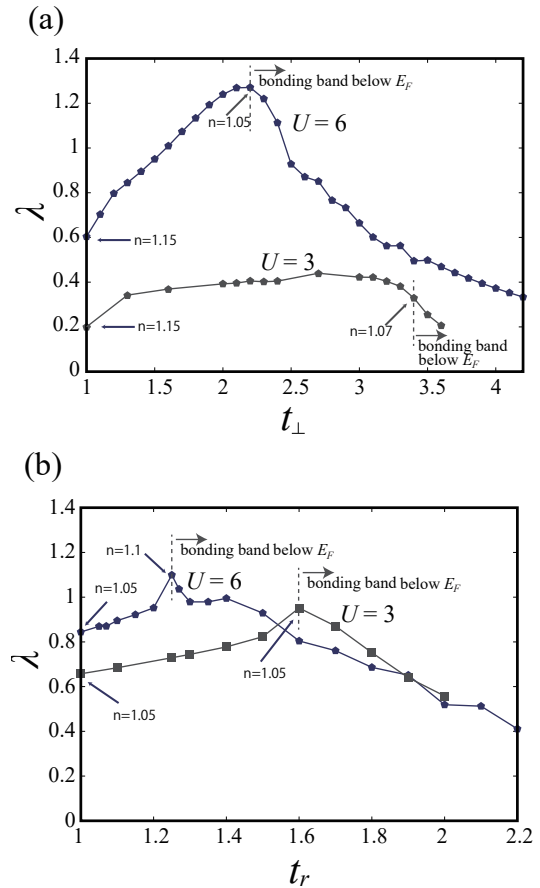 (a)
1.4
bonding band below E_F
1.2
n=1.05
U = 6
1
0.8
λ
0.6
n=1.15
U = 3
0.4
n=1.15
n=1.07
0.2
bonding band
below E_F
0
1
1.5
2
2.5
3
3.5
4
t_⊥
(b)
1.4
n=1.1
bonding band below E_F
1.2
U = 6
bonding band below E_F
n=1.05
1
U = 3
0.8
λ
n=1.05
0.6
n=1.05
0.4
0.2
0
1
1.2
1.4
1.6
1.8
2
2.2
t_r